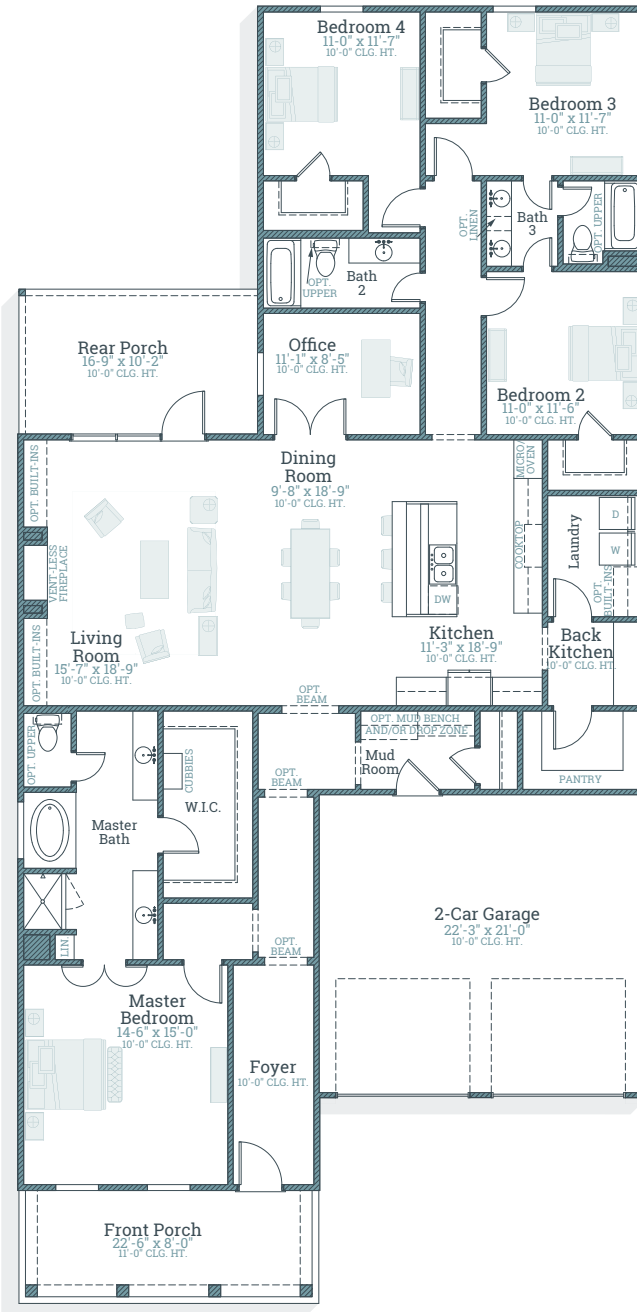 Bedroom 4
11-0" x 11'-7"
10'-0" CLG. HT.
Bedroom 3
11-0" x 11'-7"
10'-0" CLG. HT.
OPT.
LINEN
Bath
3
OPT. UPPER
OPT.
UPPER
Bath
2
Rear Porch
16-9" x 10'-2"
10'-0" CLG. HT.
Office
11'-1" x 8'-5"
10'-0" CLG. HT.
Bedroom 2
11-0" x 11'-6"
10'-0" CLG. HT.
OPT. BUILT-INS
Dining
Room
9'-8" x 18'-9"
10'-0" CLG. HT.
MICRO/
OVEN
COOKTOP
Laundry
D
W
OPT.
BUILT-INS
VENT-LESS
FIREPLACE
DW
OPT. BUILT-INS
Living
Room
15'-7" x 18'-9"
10'-0" CLG. HT.
Kitchen
11'-3" x 18'-9"
10'-0" CLG. HT.
Back
Kitchen
10'-0" CLG. HT.
OPT.
BEAM
OPT. UPPER
OPT. MUD BENCH
AND/OR DROP ZONE
Mud
Room
CUBBIES
W.I.C.
OPT.
BEAM
PANTRY
Master
Bath
LIN
OPT.
BEAM
2-Car Garage
22'-3" x 21'-0"
10'-0" CLG. HT.
Master
Bedroom
14-6" x 15'-0"
10'-0" CLG. HT.
Foyer
10'-0" CLG. HT.
Front Porch
22'-6" x 8'-0"
11'-0" CLG. HT.